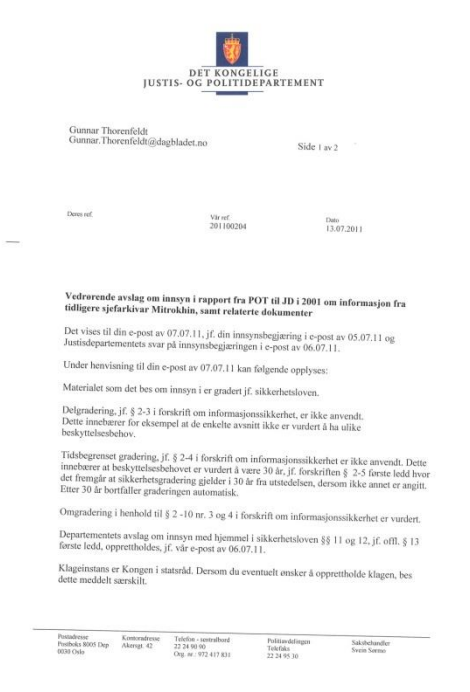 DET KONGELIGE
JUSTIS- OG POLITIDEPARTEMENT
Gunnar Thorenfeldt
Gunnar.Thorenfeldt@dagbladet.no
Side 1 av 2
Deres ref.
Vår ref
Dato
201100204
13.07.2011
Vedrørende avslag om innsyn i rapport fra POT til JD i 2001 om informasjon fra
tidligere sjefarkivar Mitrokhin, samt relaterte dokumenter
Det vises til din e-post av 07.07.11, jf. din innsynsbegjæring i e-post av 05.07.11 og
Justisdepartementets svar på innsynsbegjæringen i e-post av 06.07.11.
Under henvisning til din e-post av 07.07.11 kan følgende opplyses:
Materialet som det bes om innsyn i er gradert jf. sikkerhetsloven.
Delgradering, jf. § 2-3 i forskrift om informasjonssikkerhet, er ikke anvendt.
Dette innebærer for eksempel at de enkelte avsnitt ikke er vurdert å ha ulike
beskyttelsesbehov.
Tidsbegrenset gradering, jf. § 2-4 i forskrift om informasjonssikkerhet er ikke anvendt. Dette
innebærer at beskyttelsesbehovet er vurdert å være 30 år, jf. forskriften § 2-5 første ledd hvor
det fremgår at sikkerhetsgradering gjelder i 30 år fra utstedelsen, dersom ikke annet er angitt.
Etter 30 år bortfaller graderingen automatisk.
Omgradering i henhold til § 2 -10 nr. 3 og 4 i forskrift om informasjonssikkerhet er vurdert.
Departementets avslag om innsyn med hjemmel i sikkerhetsloven §§ 11 og 12, jf. offl. § 13
første ledd, opprettholdes, jf. vår e-post av 06.07.11.
Klageinstans er Kongen i statsråd. Dersom du eventuelt ønsker å opprettholde klagen, bes
dette meddelt særskilt.
Postadresse
Postboks 8005 Dep
0030 Oslo
Kontoradresse
Akersgt. 42
Telefon - sentralbord
22 24 90 90
Org. nr.: 972 417 831
Politiavdelingen
Telefaks
22 24 95 30
Saksbehandler
Svein Sørmo